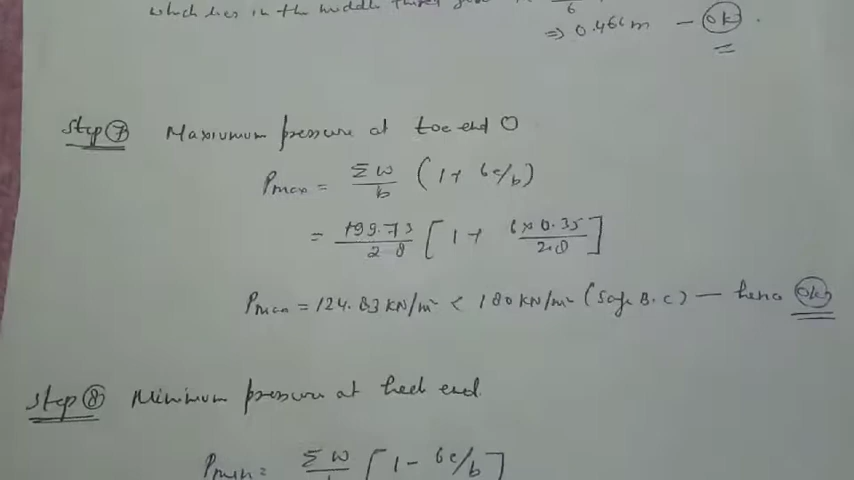 which lies in the middle third 6
⇒ 0.466 m — ok .
Step 7 Maxiumum pressure at toe end O
Pmax = ΣW/b (1 + 6e/b)
= 199.73/2.8 [1 + 6×0.35/2.8]
Pmax = 124.83 kN/m² < 180 kN/m² (Safe B.C) — hence ok
Step 8 Minimum pressure at heel end.
Pmin = ΣW [1 - 6e/b]